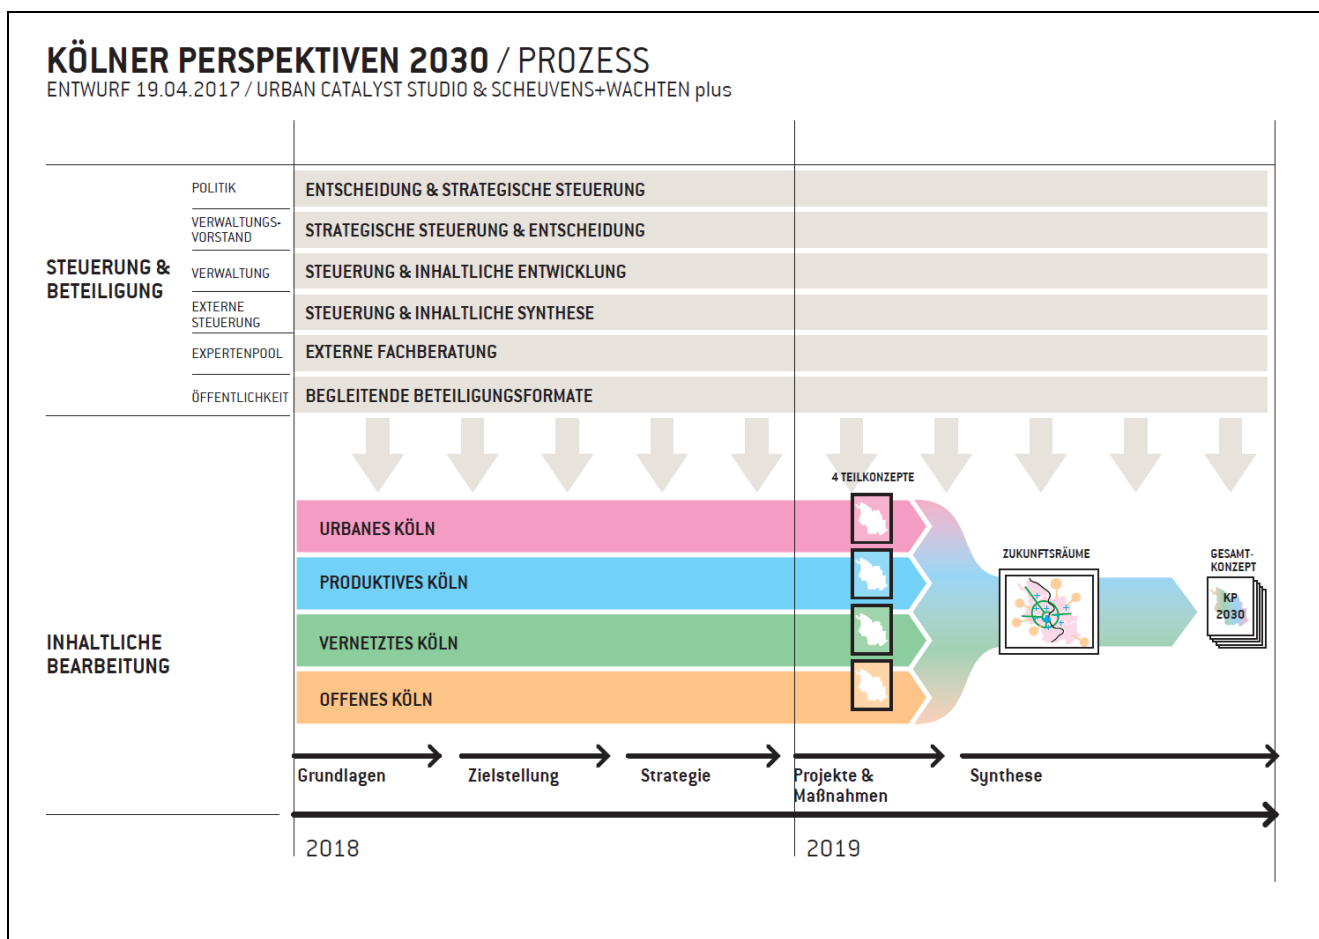 KÖLNER PERSPEKTIVEN 2030 / PROZESS
ENTWURF 19.04.2017 / URBAN CATALYST STUDIO & SCHEUVENS+WACHTEN plus
STEUERUNG &
BETEILIGUNG
POLITIK
ENTSCHEIDUNG & STRATEGISCHE STEUERUNG
VERWALTUNGS-
VORSTAND
STRATEGISCHE STEUERUNG & ENTSCHEIDUNG
VERWALTUNG
STEUERUNG & INHALTLICHE ENTWICKLUNG
EXTERNE
STEUERUNG
STEUERUNG & INHALTLICHE SYNTHESE
EXPERTENPOOL
EXTERNE FACHBERATUNG
ÖFFENTLICHKEIT
BEGLEITENDE BETEILIGUNGSFORMATE
INHALTLICHE
BEARBEITUNG
4 TEILKONZEPTE
URBANES KÖLN
PRODUKTIVES KÖLN
VERNETZTES KÖLN
OFFENES KÖLN
ZUKUNFTSRÄUME
GESAMT-
KONZEPT
KP
2030
Grundlagen
Zielstellung
Strategie
Projekte &
Maßnahmen
Synthese
2018
2019